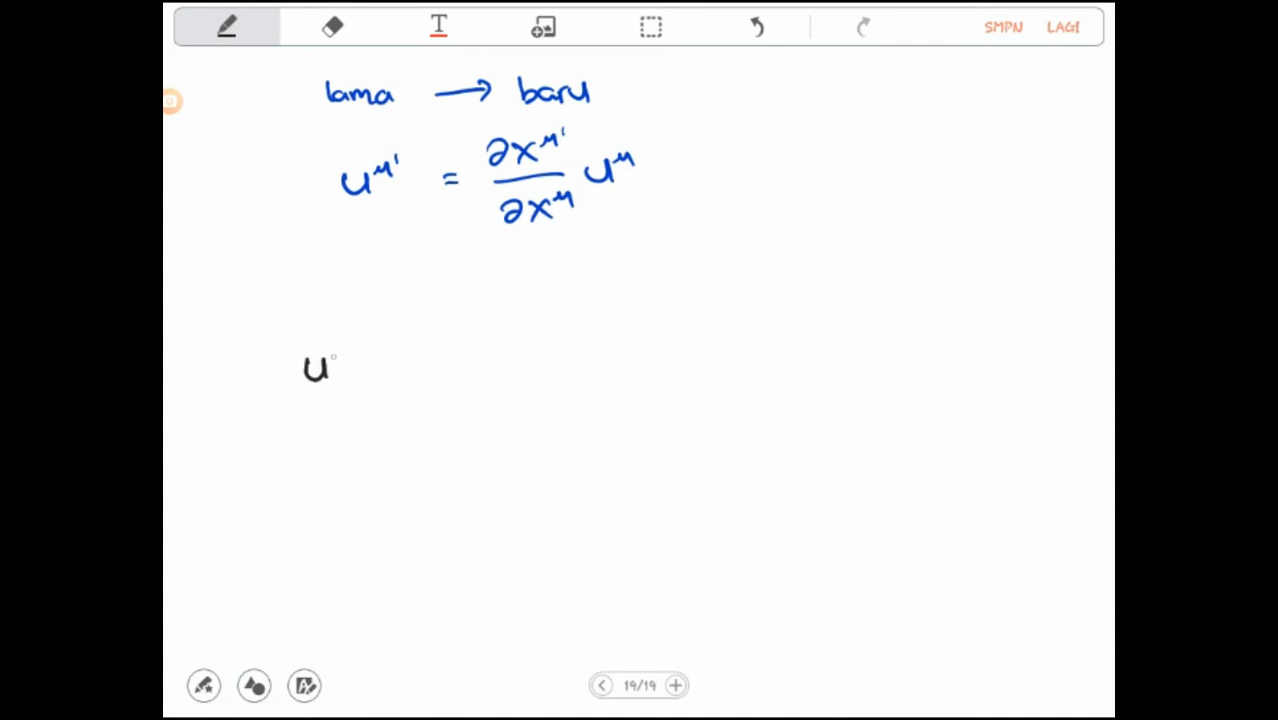 T SMPN LAGI
lama → baru
u^μ' = ∂x^μ'/∂x^μ u^μ
u
19/19